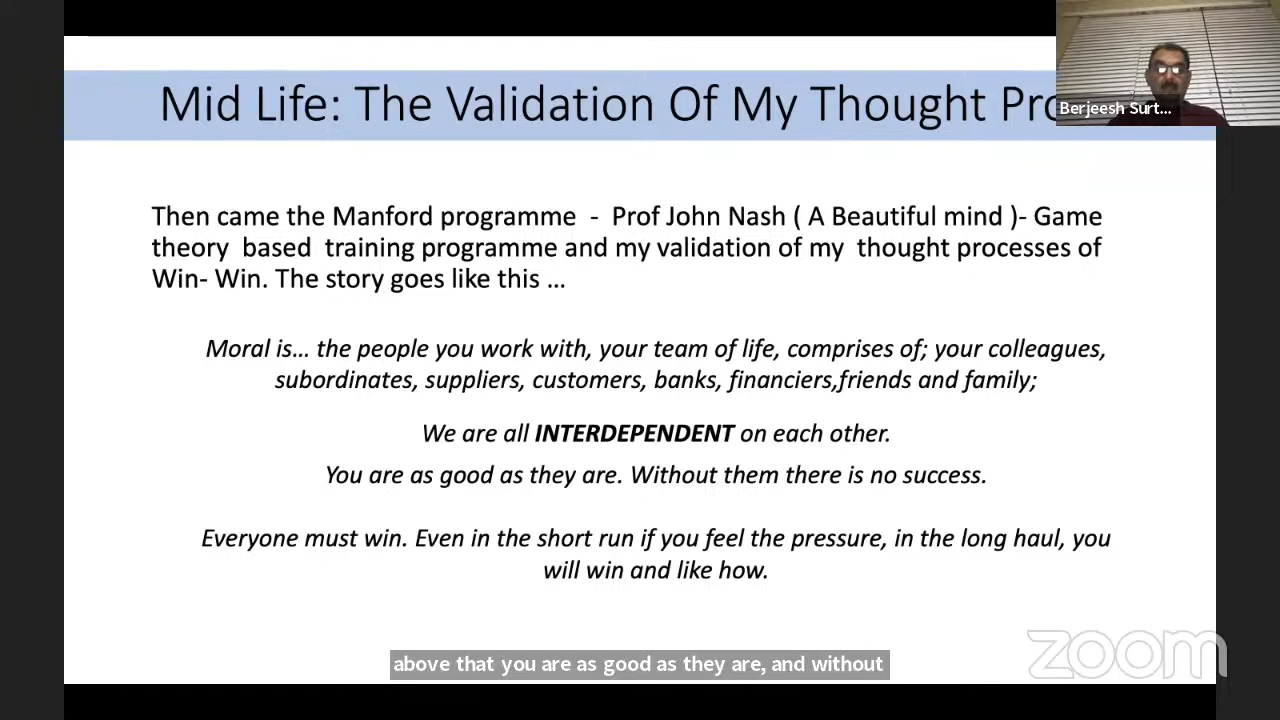 Mid Life: The Validation Of My Thought Pro
Berjeesh Surt...
Then came the Manford programme - Prof John Nash ( A Beautiful mind )- Game
theory based training programme and my validation of my thought processes of
Win- Win. The story goes like this ...
Moral is... the people you work with, your team of life, comprises of; your colleagues,
subordinates, suppliers, customers, banks, financiers,friends and family;
We are all INTERDEPENDENT on each other.
You are as good as they are. Without them there is no success.
Everyone must win. Even in the short run if you feel the pressure, in the long haul, you
will win and like how.
above that you are as good as they are, and without
zoom